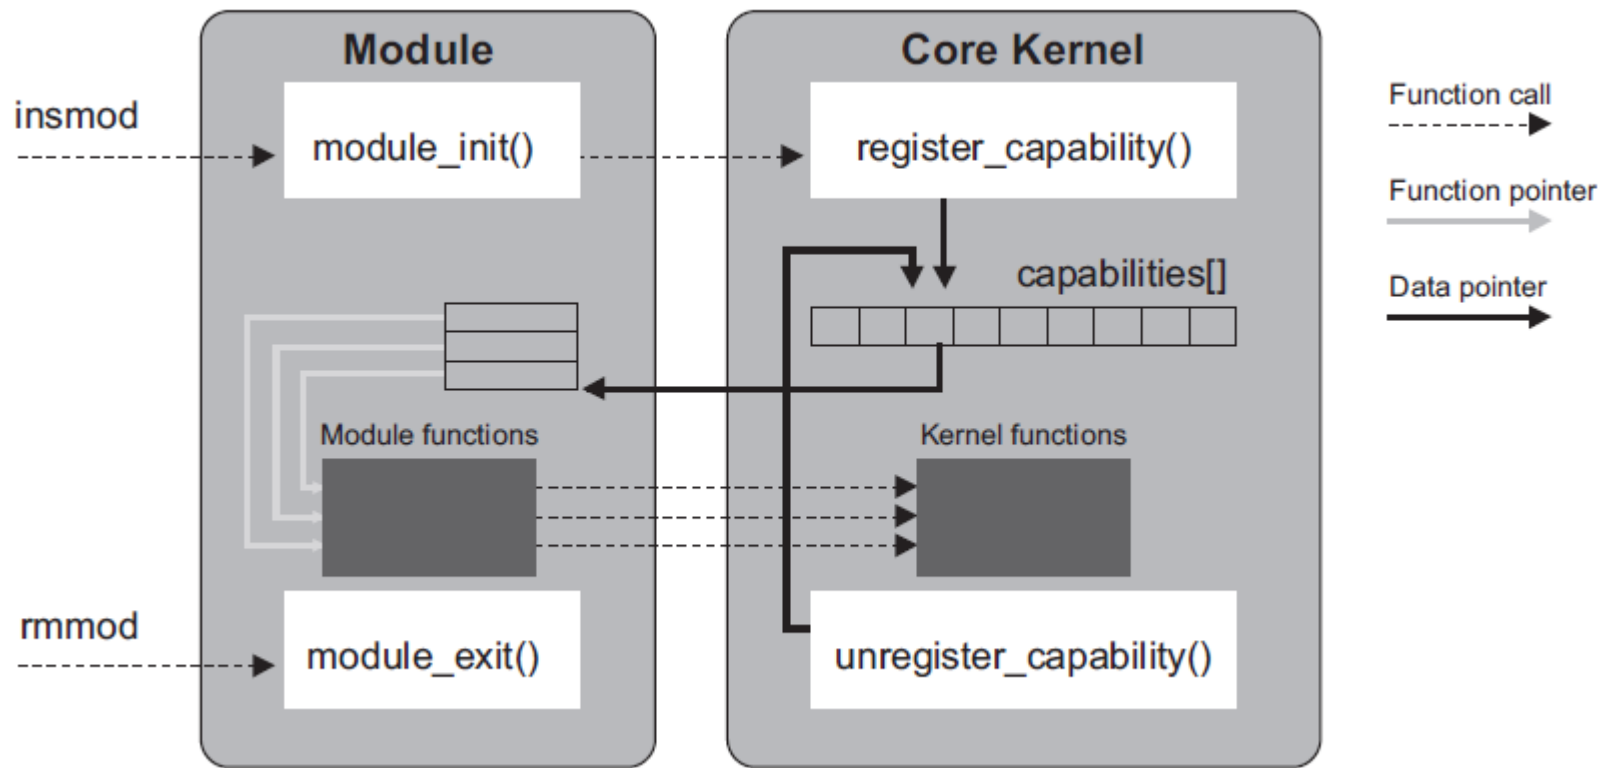 Module
Core Kernel
insmod
module_init()
register_capability()
Function call
Function pointer
Data pointer
capabilities[]
Module functions
Kernel functions
rmmod
module_exit()
unregister_capability()